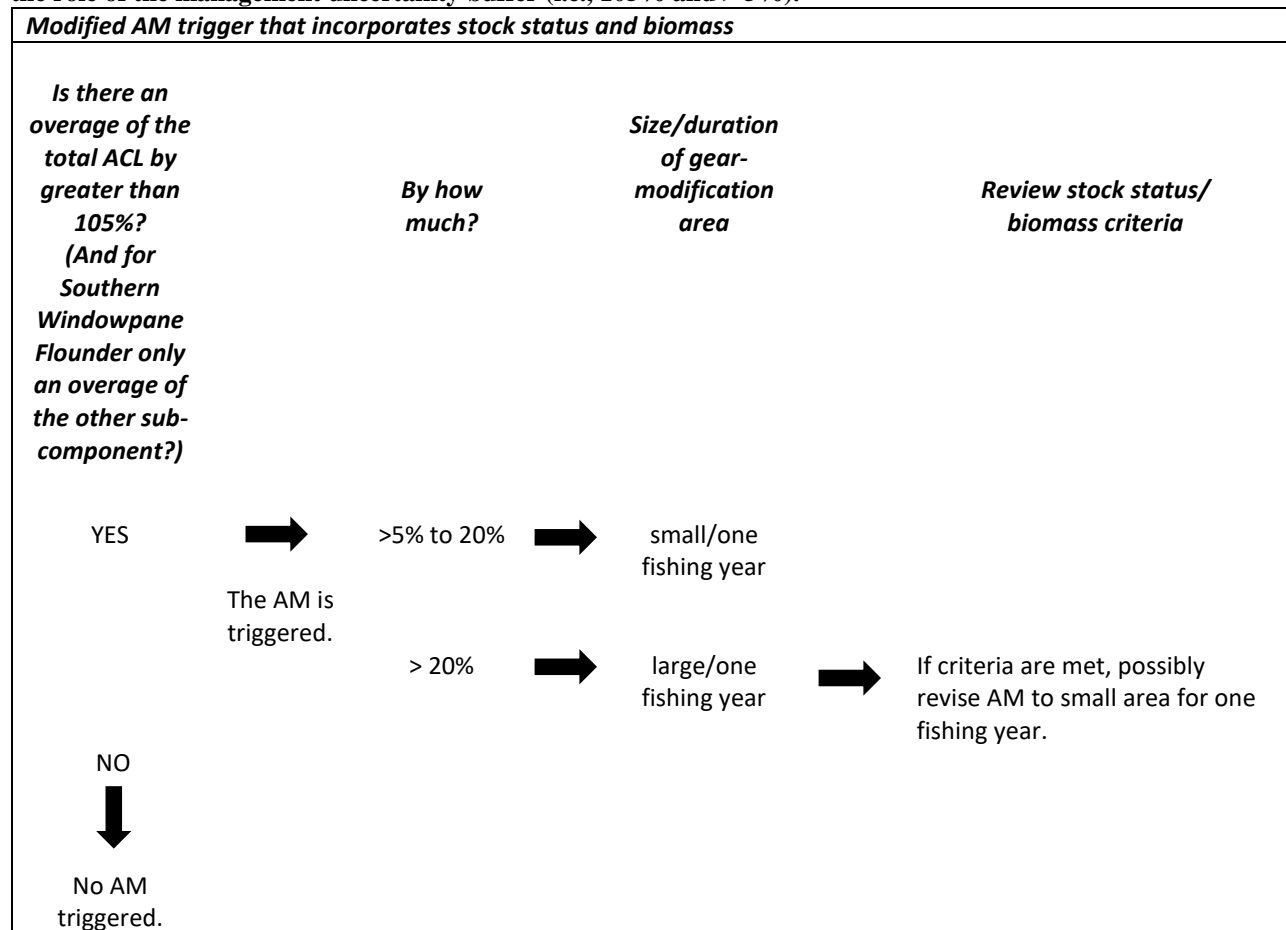 the role of the management uncertainty buffer (i.e., 105% and
Modified AM trigger that incorporates stock status and biomass
Is there an
overage of the
total ACL by
greater than
105%?
(And for
Southern
Windowpane
Flounder only
an overage of
the other sub-
component?)
By how
much?
Size/duration
of gear-
modification
area
Review stock status/
biomass criteria
YES
The AM is
triggered.
>5% to 20%
small/one
fishing year
> 20%
large/one
fishing year
If criteria are met, possibly
revise AM to small area for one
fishing year.
NO
No AM
triggered.